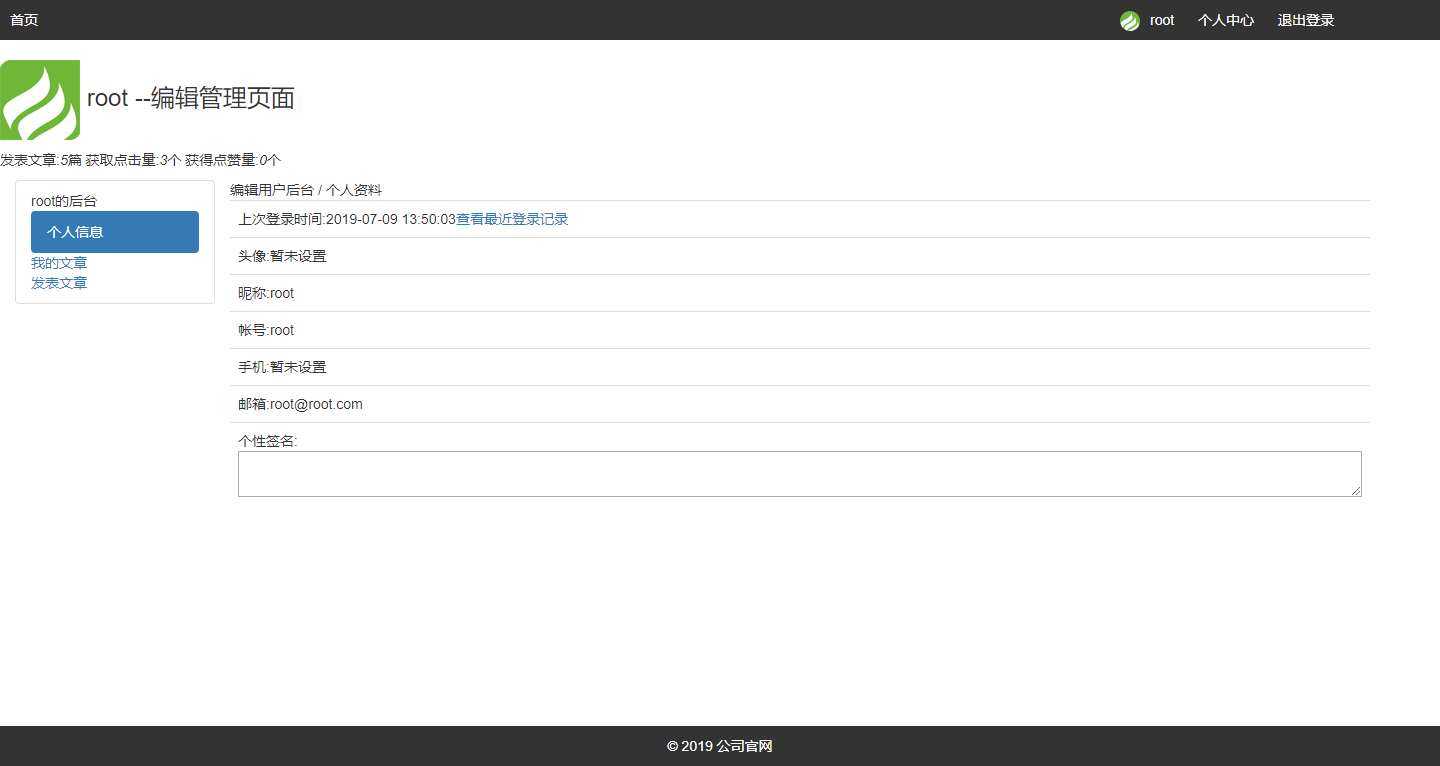 首页 root 个人中心 退出登录
root --编辑管理页面
发表文章:5篇 获取点击量:3个 获得点赞量:0个
root的后台
个人信息
我的文章
发表文章
编辑用户后台 / 个人资料
上次登录时间:2019-07-09 13:50:03查看最近登录记录
头像:暂未设置
昵称:root
帐号:root
手机:暂未设置
邮箱:root@root.com
个性签名:
© 2019 公司官网